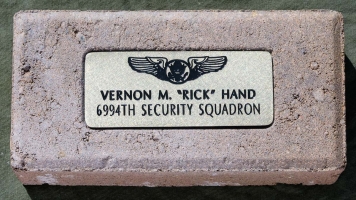 VERNON M. "RICK" HAND
6994TH SECURITY SQUADRON